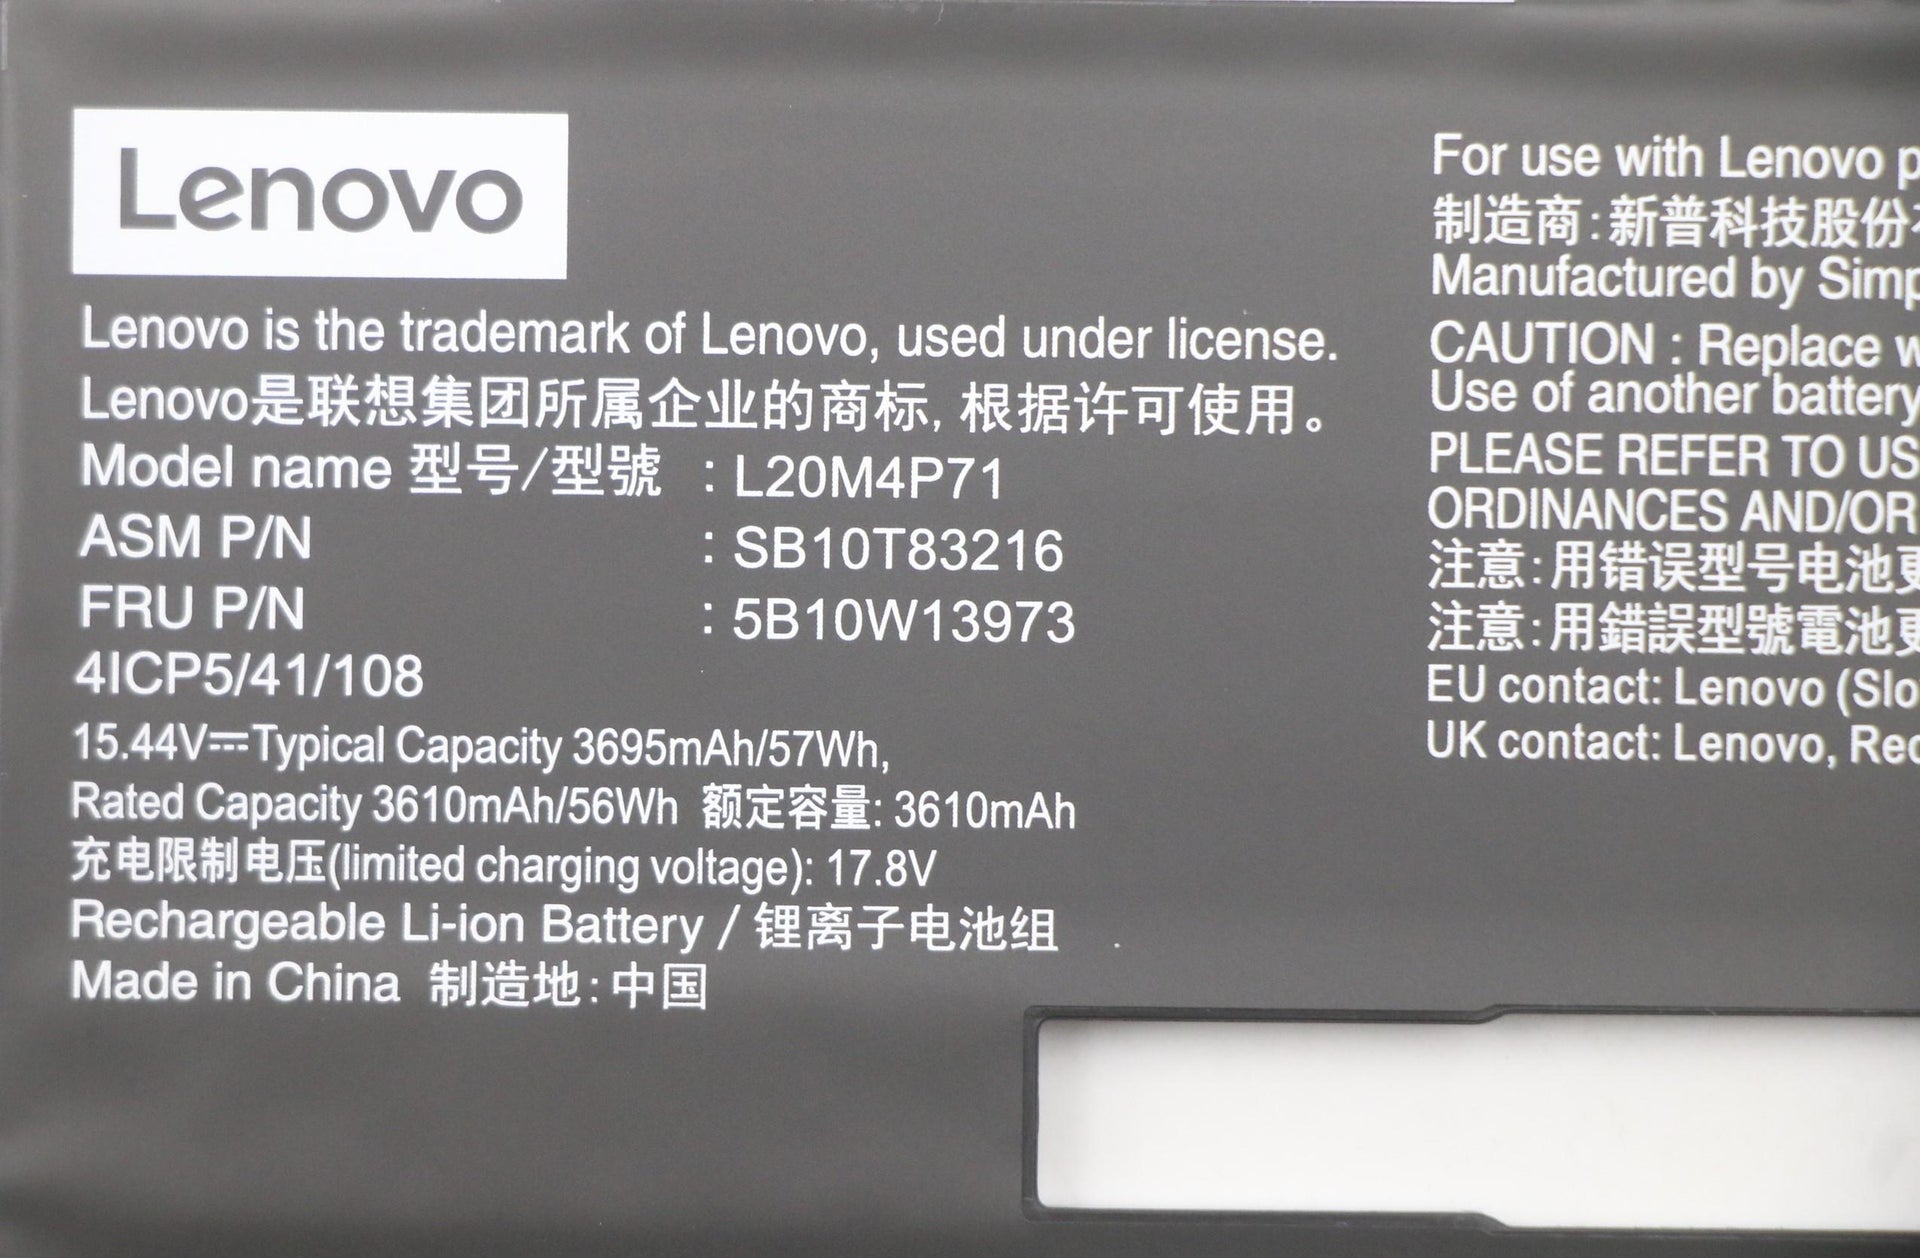 Lenovo
Lenovo is the trademark of Lenovo, used under license.
Lenovo是联想集团所属企业的商标, 根据许可使用。
Model name 型号/型號 : L20M4P71
ASM P/N : SB10T83216
FRU P/N : 5B10W13973
4ICP5/41/108
15.44V⎓Typical Capacity 3695mAh/57Wh,
Rated Capacity 3610mAh/56Wh 额定容量: 3610mAh
充电限制电压(limited charging voltage): 17.8V
Rechargeable Li-ion Battery / 锂离子电池组
Made in China 制造地: 中国
For use with Lenovo
制造商: 新普科技股份
Manufactured by
CAUTION : Replace
Use of another battery
PLEASE REFER TO
ORDINANCES AND/OR
注意: 用错误型号电池更
注意: 用錯誤型號電池更
EU contact: Lenovo
UK contact: Lenovo,